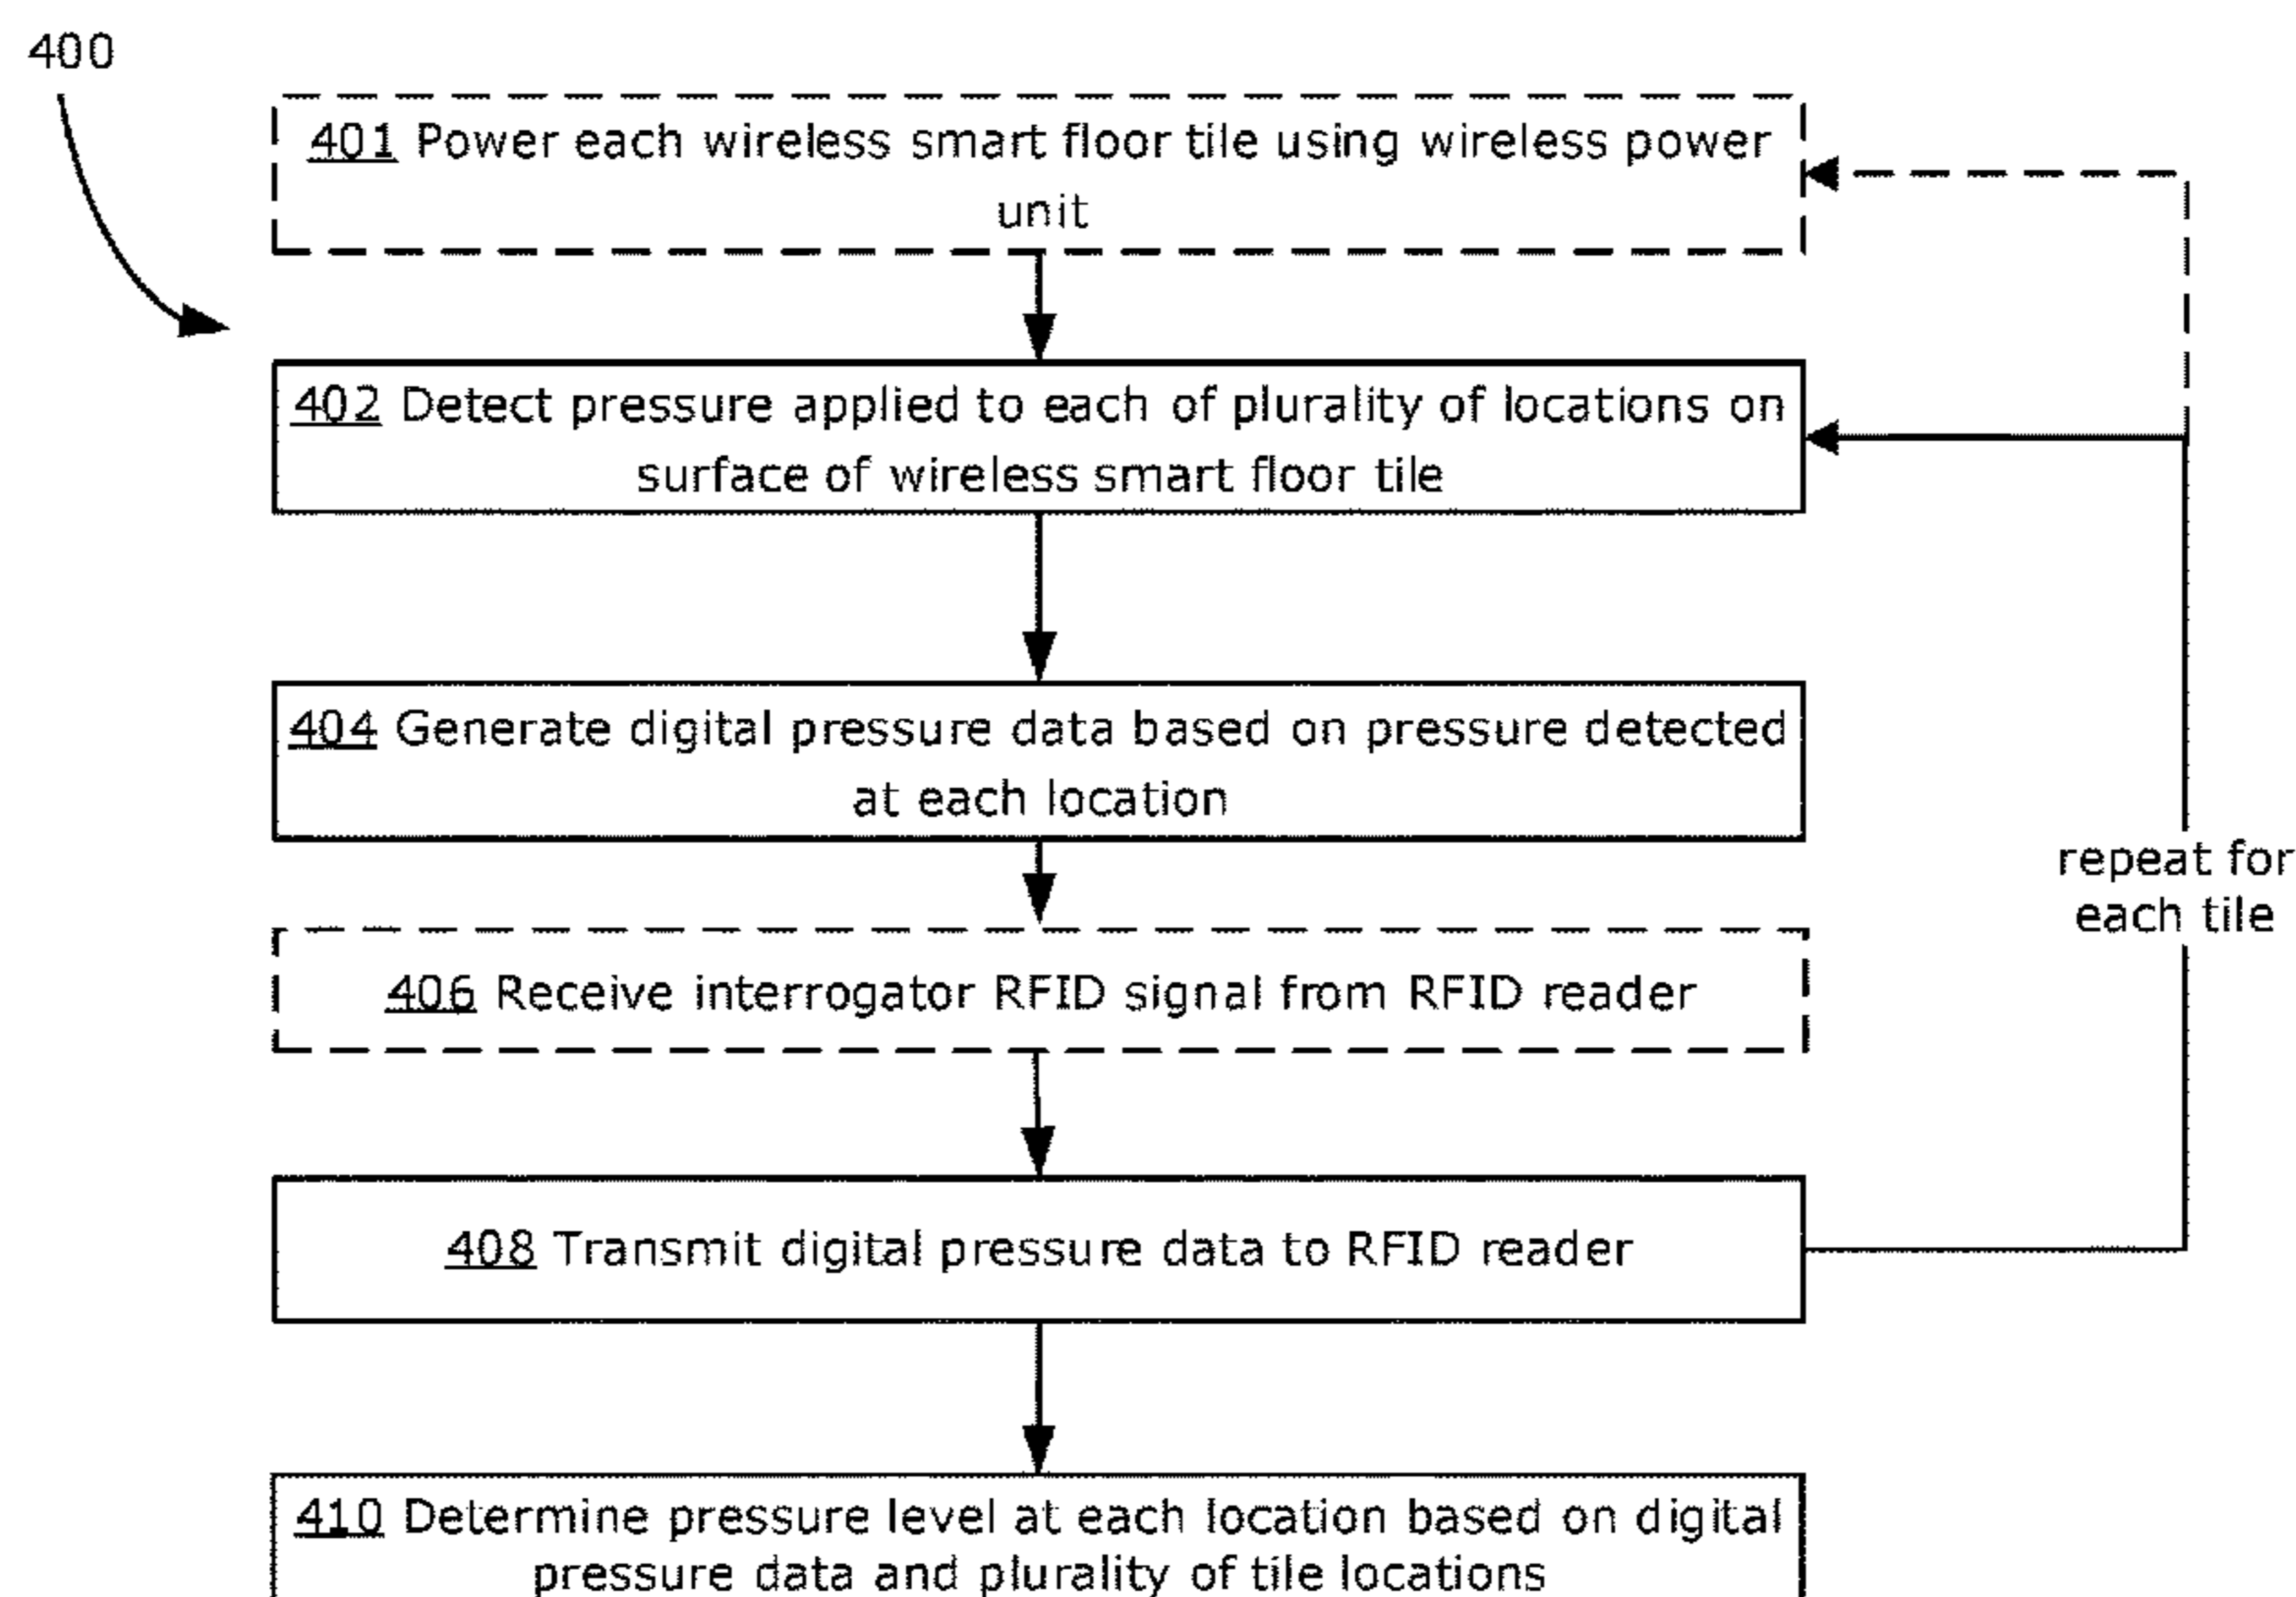 400
401 Power each wireless smart floor tile using wireless power
unit
402 Detect pressure applied to each of plurality of locations on
surface of wireless smart floor tile
404 Generate digital pressure data based on pressure detected
at each location
repeat for
each tile
406 Receive interrogator RFID signal from RFID reader
408 Transmit digital pressure data to RFID reader
410 Determine pressure level at each location based on digital
pressure data and plurality of tile locations